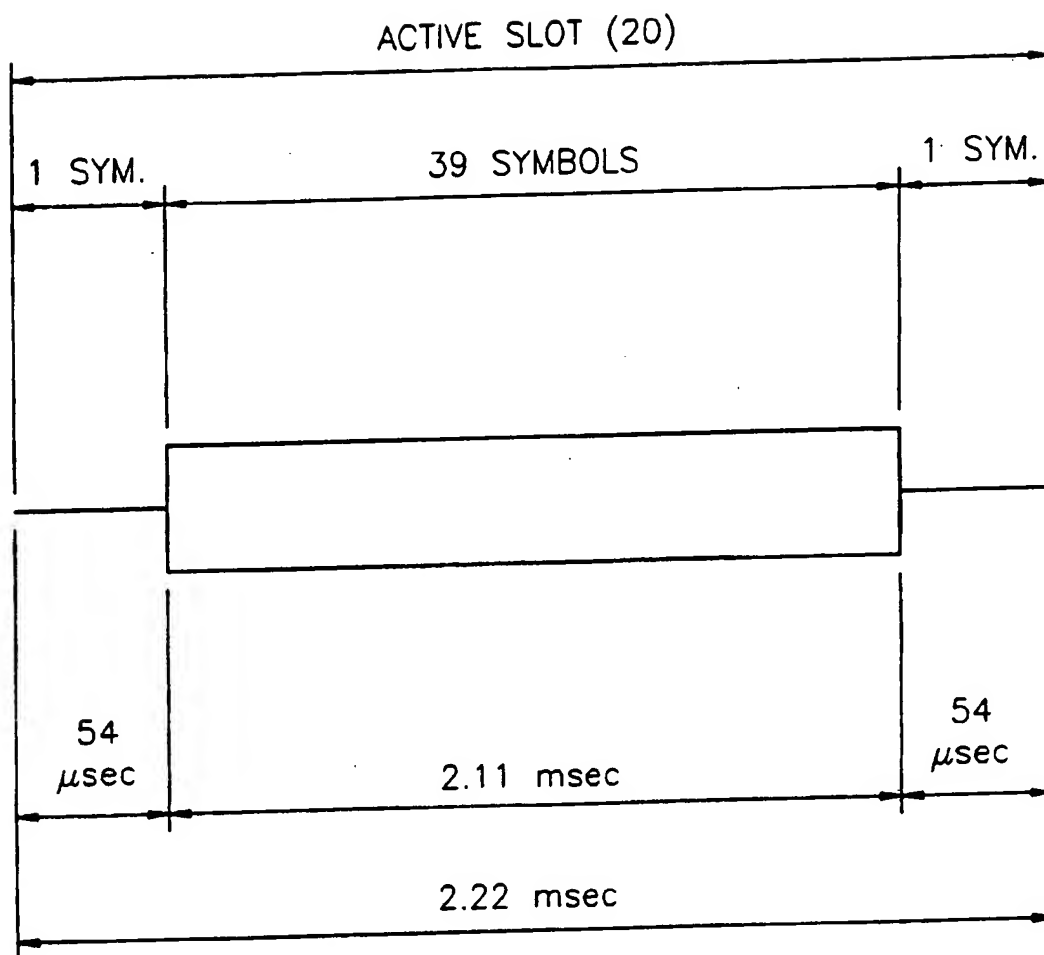 ACTIVE SLOT (20)
1 SYM.
39 SYMBOLS
1 SYM.
54
μsec
2.11 msec
54
μsec
2.22 msec